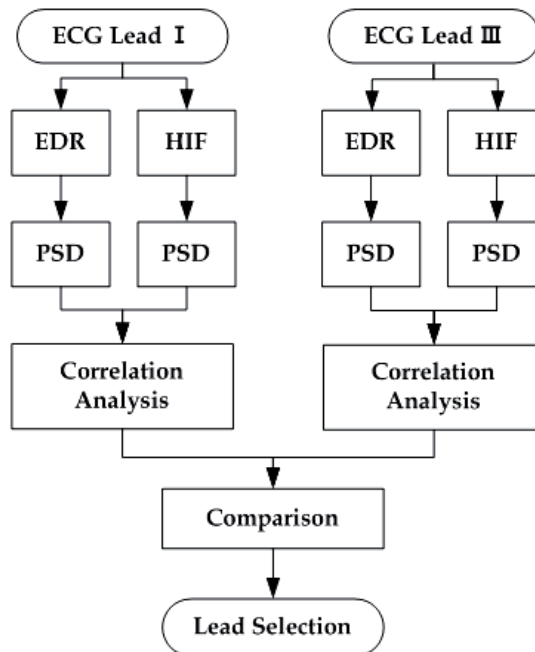 ECG Lead Ⅰ
ECG Lead Ⅲ
EDR
HIF
EDR
HIF
PSD
PSD
PSD
PSD
Correlation
Analysis
Correlation
Analysis
Comparison
Lead Selection